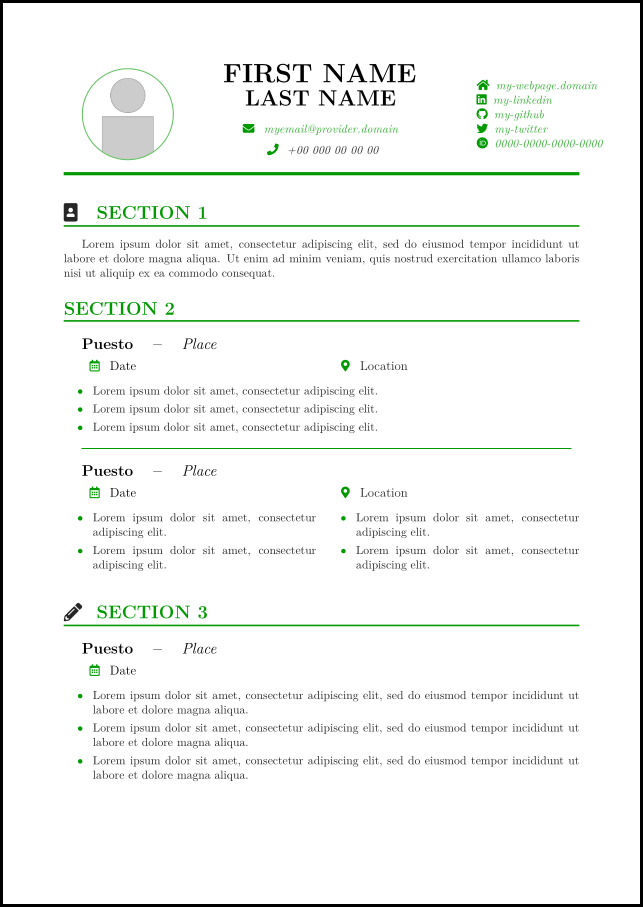 FIRST NAME
LAST NAME
myemail@provider.domain
+00 000 00 00 00
my-webpage.domain
my-linkedin
my-github
my-twitter
0000-0000-0000-0000
SECTION 1
Lorem ipsum dolor sit amet, consectetur adipiscing elit, sed do eiusmod tempor incididunt ut
labore et dolore magna aliqua. Ut enim ad minim veniam, quis nostrud exercitation ullamco laboris
nisi ut aliquip ex ea commodo consequat.
SECTION 2
Puesto – Place
Date Location
• Lorem ipsum dolor sit amet, consectetur adipiscing elit.
• Lorem ipsum dolor sit amet, consectetur adipiscing elit.
• Lorem ipsum dolor sit amet, consectetur adipiscing elit.
Puesto – Place
Date Location
• Lorem ipsum dolor sit amet, consectetur
adipiscing elit.
• Lorem ipsum dolor sit amet, consectetur
adipiscing elit.
• Lorem ipsum dolor sit amet, consectetur
adipiscing elit.
• Lorem ipsum dolor sit amet, consectetur
adipiscing elit.
SECTION 3
Puesto – Place
Date
• Lorem ipsum dolor sit amet, consectetur adipiscing elit, sed do eiusmod tempor incididunt ut
labore et dolore magna aliqua.
• Lorem ipsum dolor sit amet, consectetur adipiscing elit, sed do eiusmod tempor incididunt ut
labore et dolore magna aliqua.
• Lorem ipsum dolor sit amet, consectetur adipiscing elit, sed do eiusmod tempor incididunt ut
labore et dolore magna aliqua.